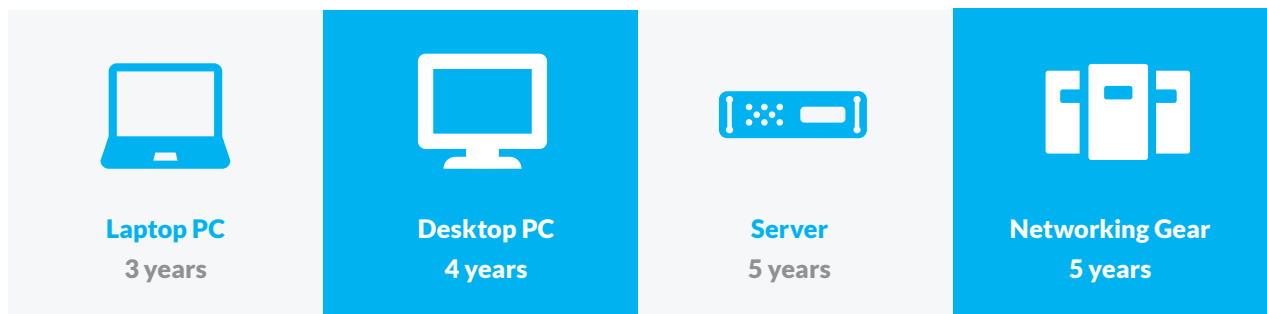 Laptop PC
3 years
Desktop PC
4 years
Server
5 years
Networking Gear
5 years